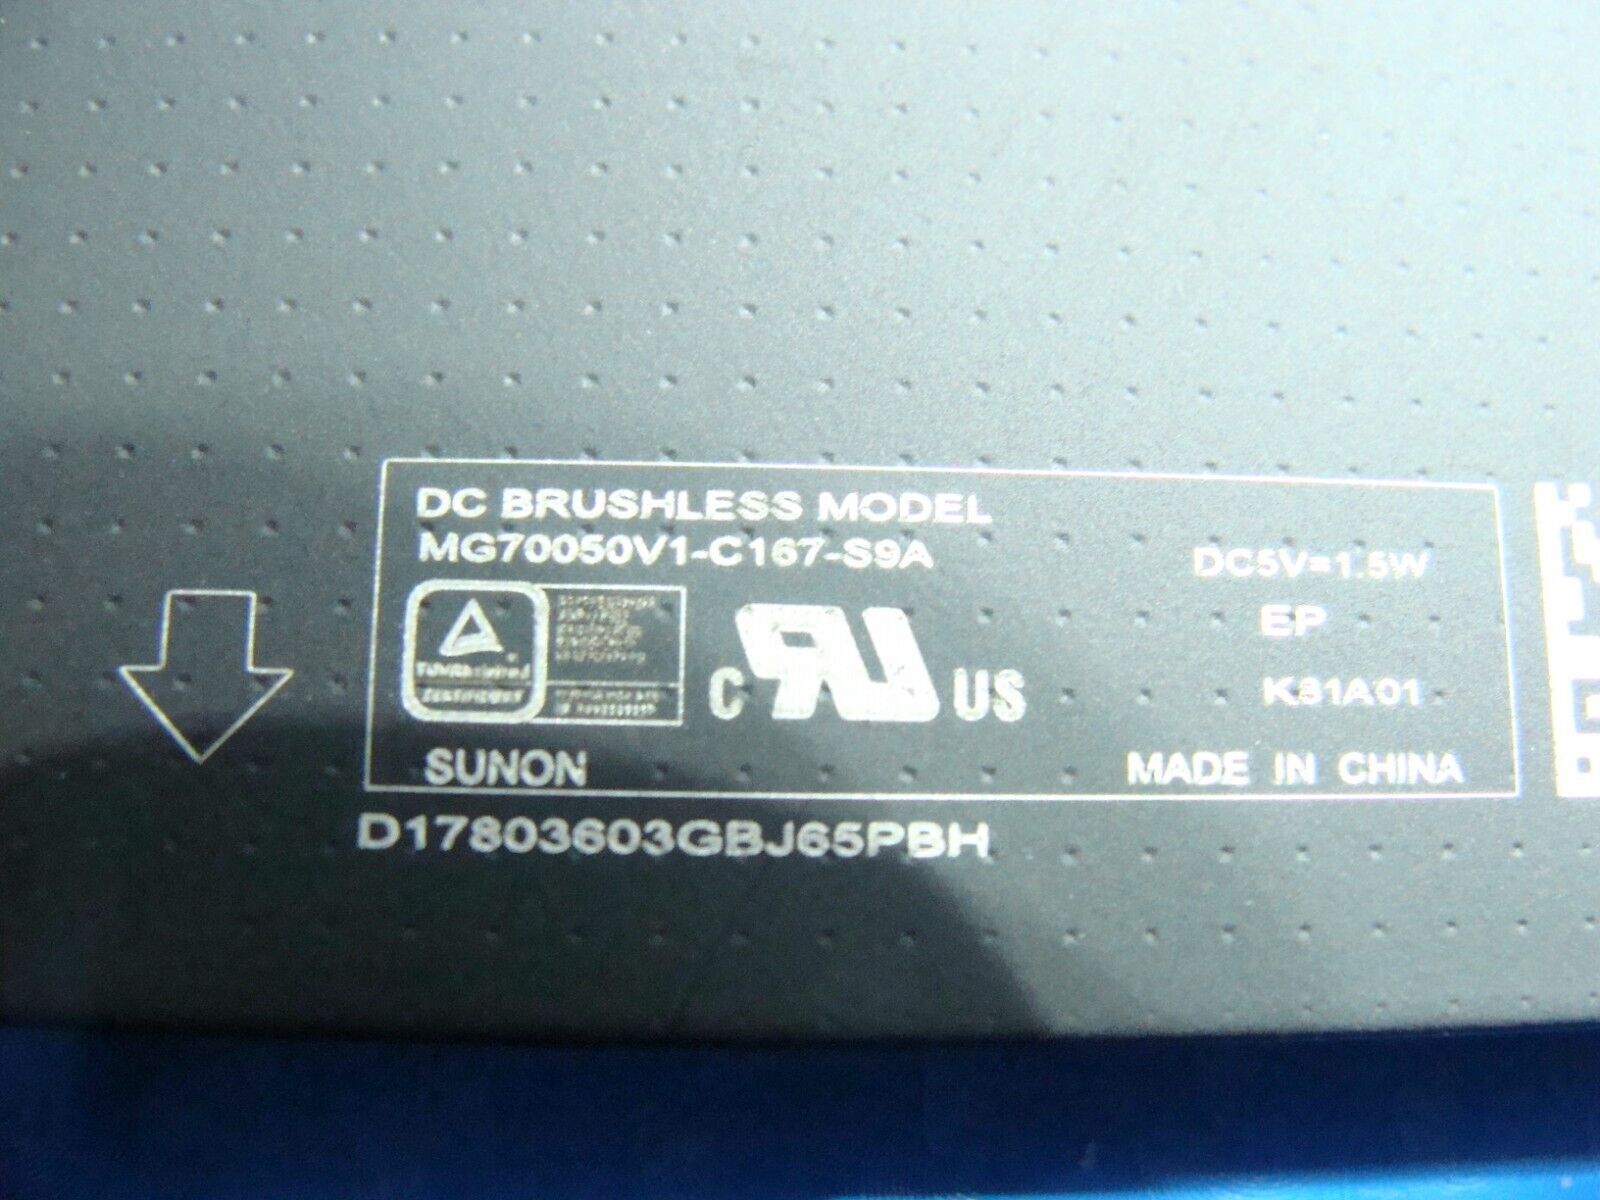 DC BRUSHLESS MODEL
MG70050V1-C167-S9A
DC5V=1.5W
EP
K81A01
C US
SUNON
MADE IN CHINA
D17803603GBJ65PBH